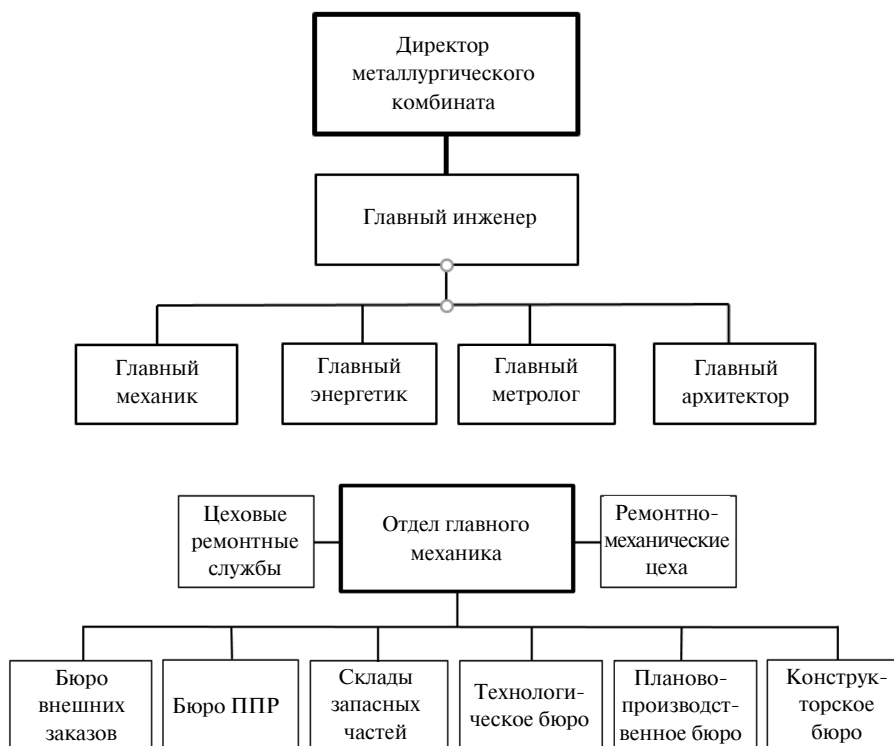 Директор
металлургического
комбината
Главный инженер
Главный
механик
Главный
энергетик
Главный
метролог
Главный
архитектор
Цеховые
ремонтные
службы
Отдел главного
механика
Ремонтно-
механические
цеха
Бюро
внешних
заказов
Бюро ППР
Склады
запасных
частей
Технологи-
ческое бюро
Планово-
производст-
венное бюро
Конструк-
торское
бюро